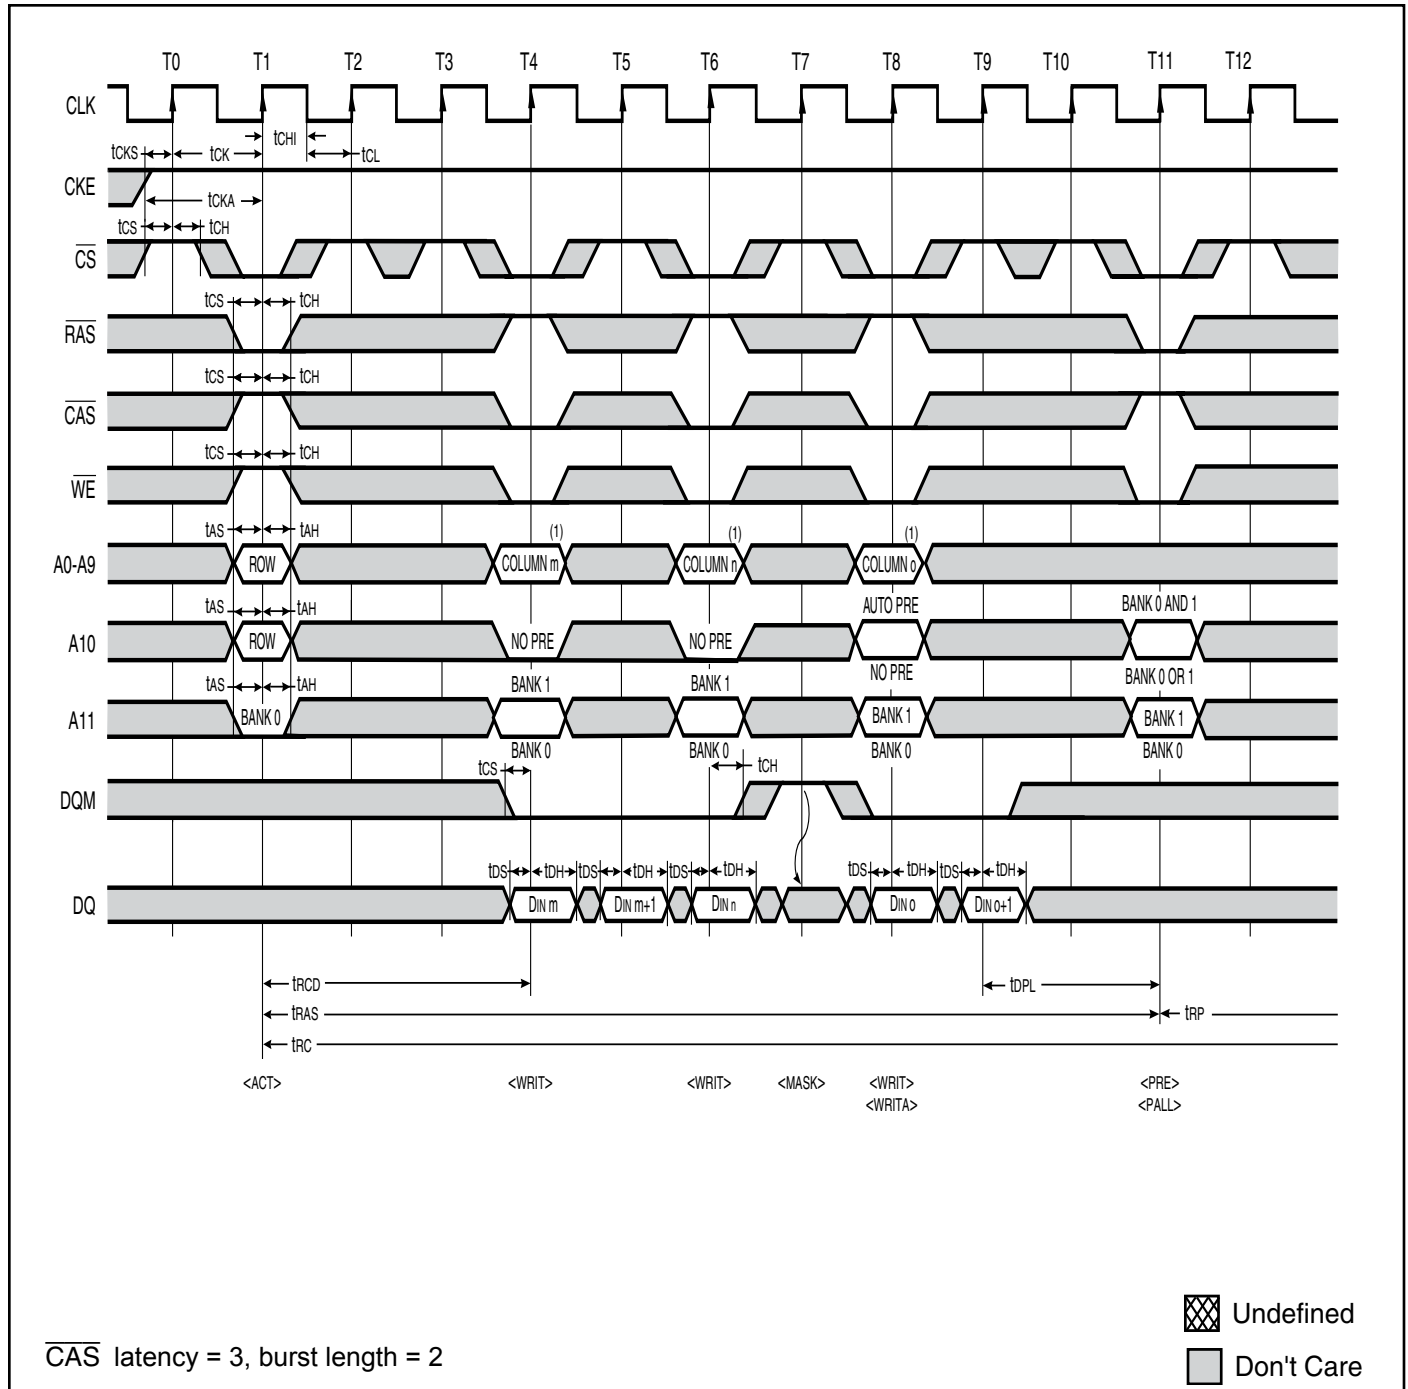 T0 T1 T2 T3 T4 T5 T6 T7 T8 T9 T10 T11 T12
CLK
tCHI
tCKS tCK tCL
CKE
tCKA
tCS tCH
CS
tCS tCH
RAS
tCS tCH
CAS
tCS tCH
WE
tAS tAH (1) (1) (1)
A0-A9 ROW COLUMN m COLUMN n COLUMN o
tAS tAH AUTO PRE BANK 0 AND 1
A10 ROW NO PRE NO PRE
NO PRE BANK 0 OR 1
tAS tAH BANK 1 BANK 1
A11 BANK 0 BANK 1 BANK 1
BANK 0 BANK 0 BANK 0 BANK 0
tCS tCH
DQM
tDS tDH tDS tDH tDS tDH tDS tDH tDS tDH
DQ DIN m DIN m+1 DIN n DIN o DIN o+1
tRCD tDPL
tRAS tRP
tRC
<ACT> <WRIT> <WRIT> <MASK> <WRIT> <PRE>
<WRITA> <PALL>
Undefined
CAS latency = 3, burst length = 2
Don't Care